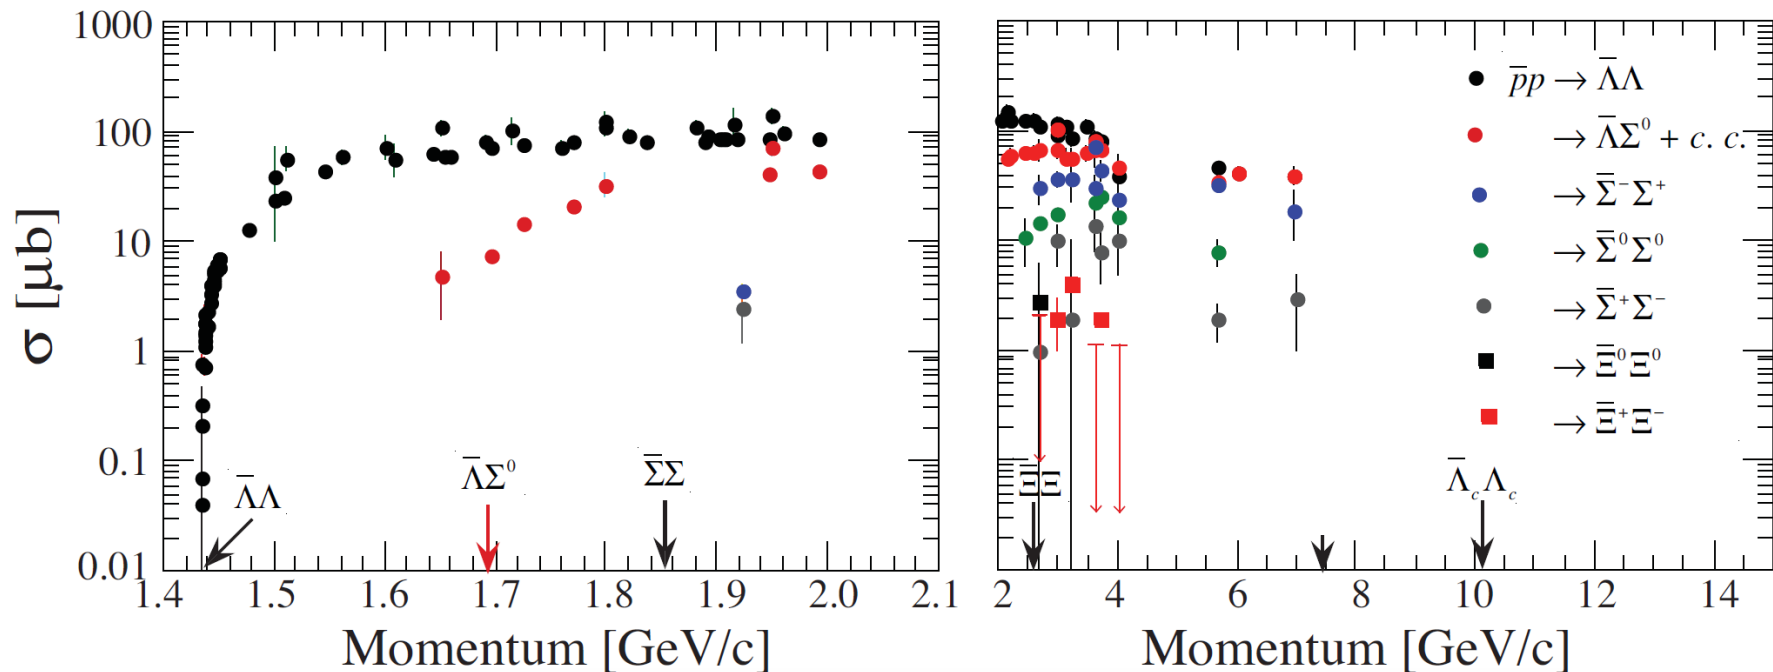 1000
100
10
1
0.1
0.01
σ [μb]
Λ̅Λ
Λ̅Σ⁰
Σ̅Σ
1.4 1.5 1.6 1.7 1.8 1.9 2.0 2.1
Momentum [GeV/c]
p̅p → Λ̅Λ
→ Λ̅Σ⁰ + c. c.
→ Σ̅⁻Σ⁺
→ Σ̅⁰Σ⁰
→ Σ̅⁺Σ⁻
→ Ξ̅⁰Ξ⁰
→ Ξ̅⁺Ξ⁻
Ξ̅Ξ
Λ̅_cΛ_c
2 4 6 8 10 12 14
Momentum [GeV/c]